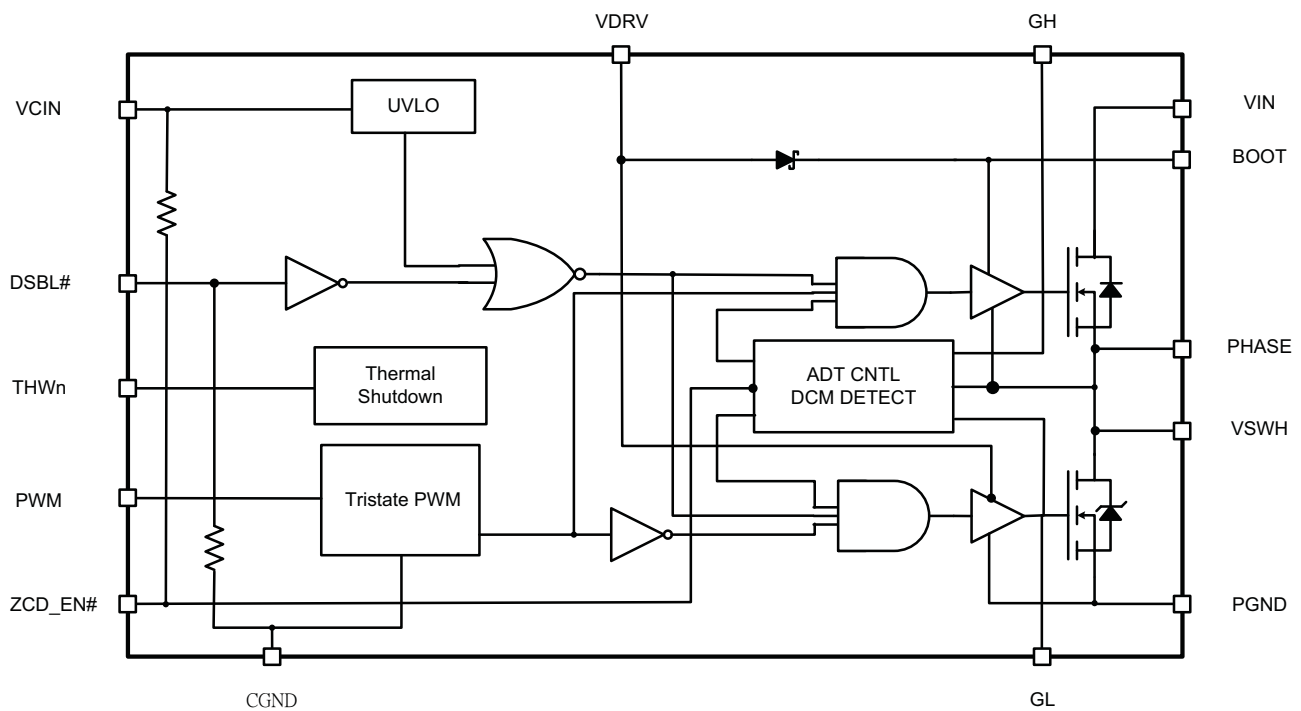 VDRV
GH
VCIN
UVLO
VIN
BOOT
DSBL#
THWn
Thermal
Shutdown
ADT CNTL
DCM DETECT
PHASE
VSWH
PWM
Tristate PWM
ZCD_EN#
PGND
CGND
GL